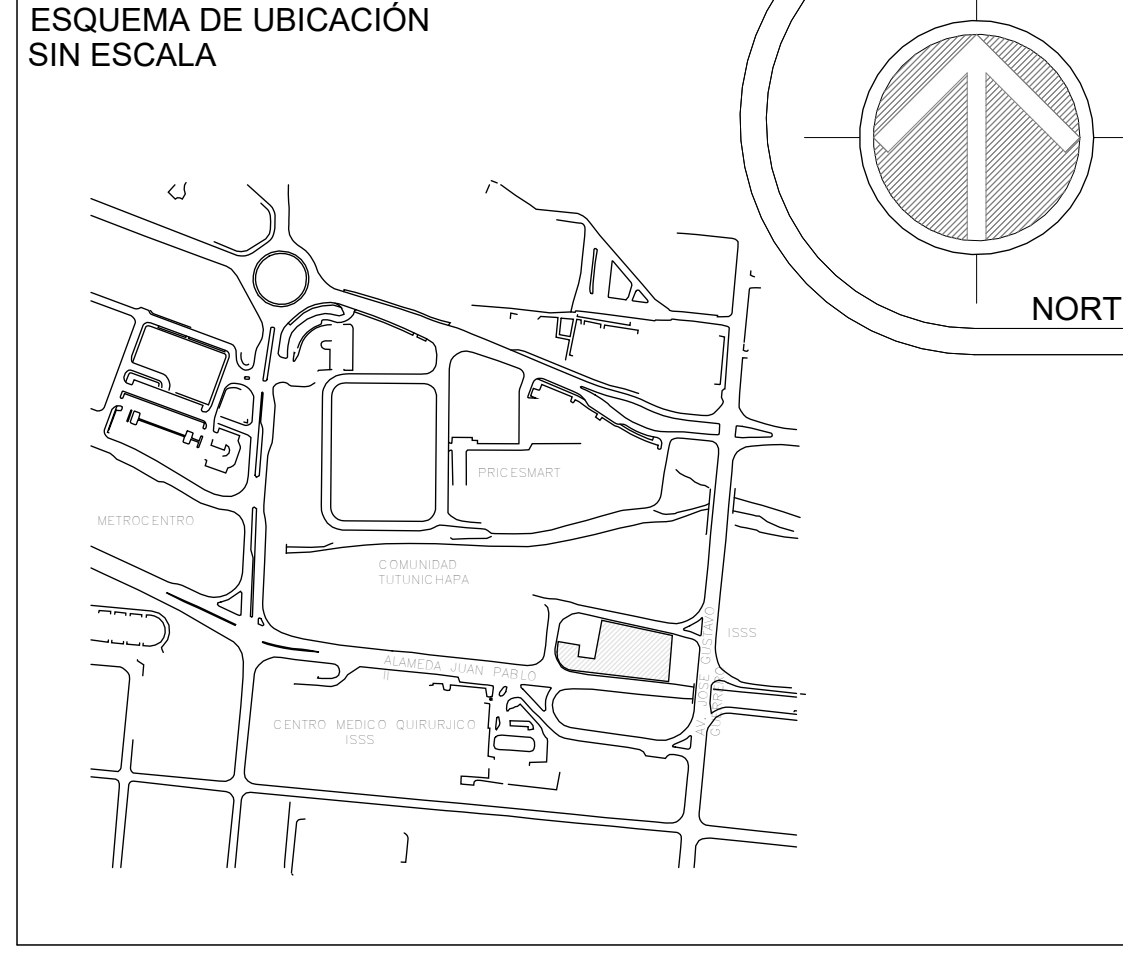 ESQUEMA DE UBICACIÓN
SIN ESCALA
NORT
PRICESMART
METROCENTRO
COMUNIDAD
TUTUNICHAPA
ISSS
ALAMEDA JUAN PABLO
II
AV. JOSE GUSTAVO
GUERRERO
CENTRO MEDICO QUIRURJICO
ISSS